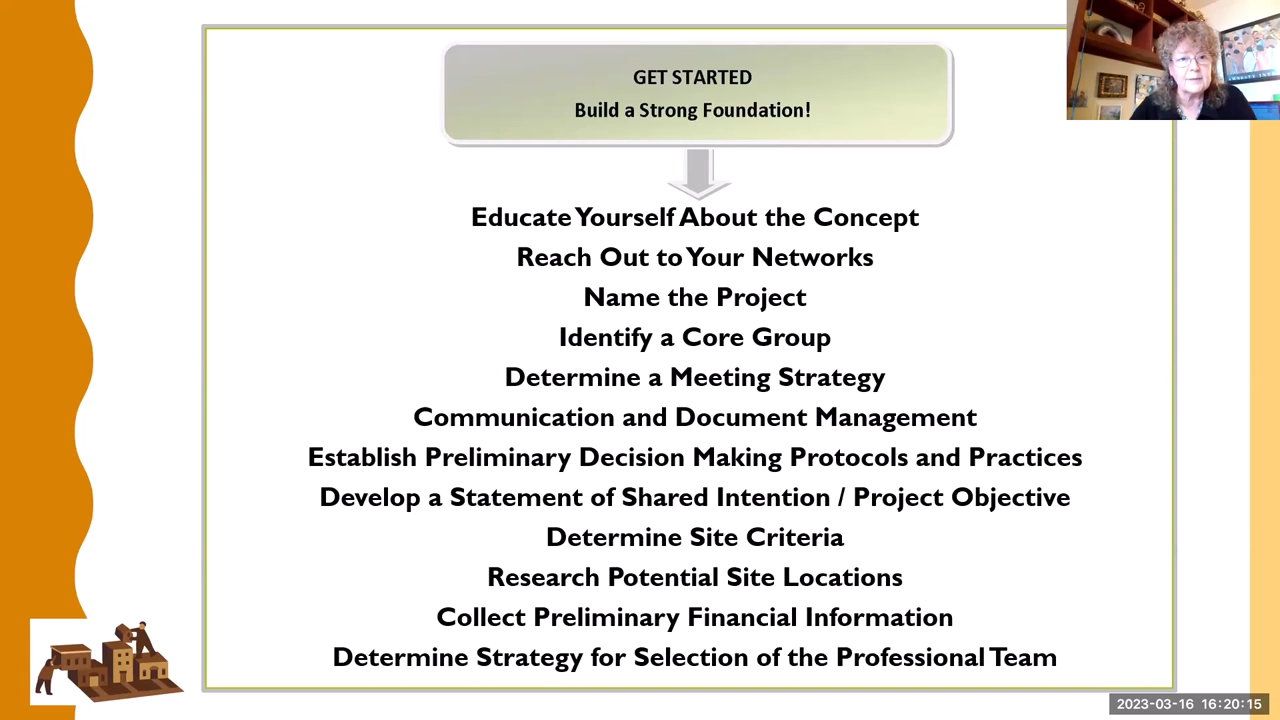 GET STARTED
Build a Strong Foundation!
Educate Yourself About the Concept
Reach Out to Your Networks
Name the Project
Identify a Core Group
Determine a Meeting Strategy
Communication and Document Management
Establish Preliminary Decision Making Protocols and Practices
Develop a Statement of Shared Intention / Project Objective
Determine Site Criteria
Research Potential Site Locations
Collect Preliminary Financial Information
Determine Strategy for Selection of the Professional Team
2023-03-16 16:20:15